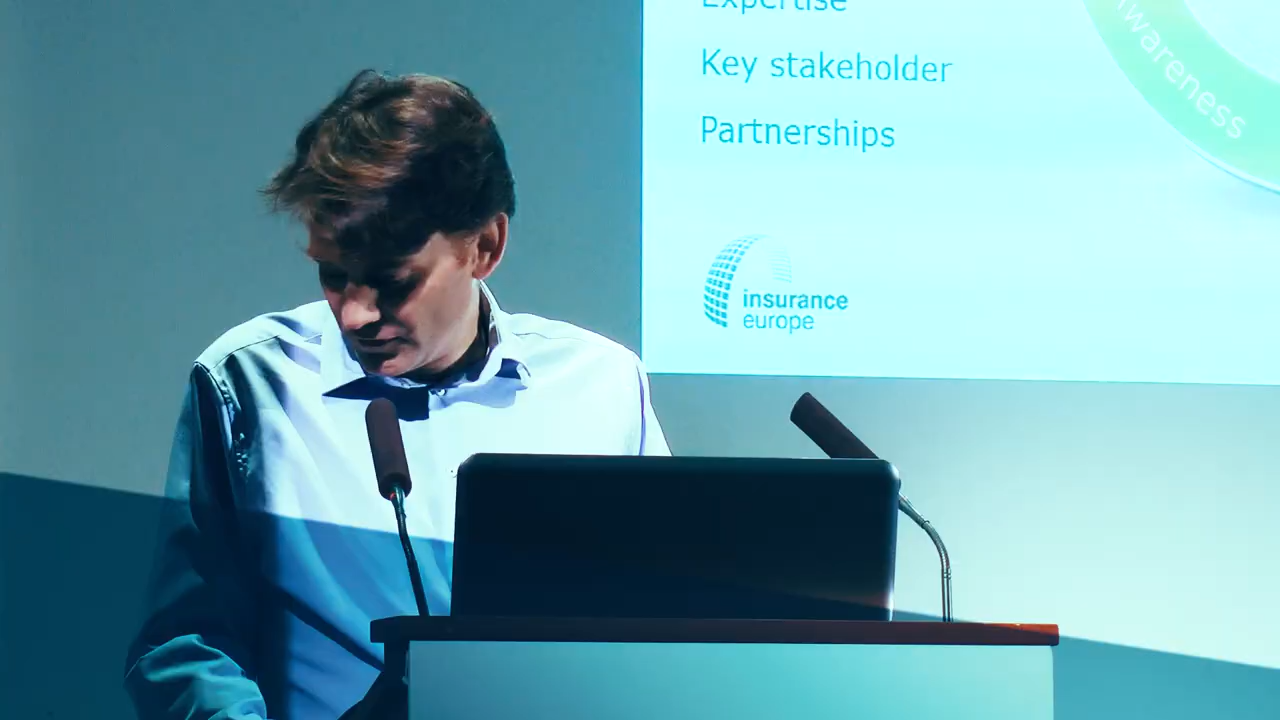 Expertise
Key stakeholder
Partnerships
insurance
europe